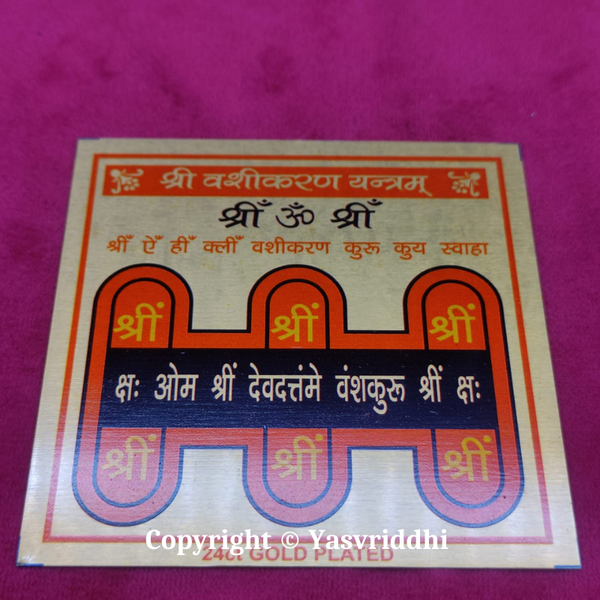 श्री वशीकरण यन्त्रम्
श्रीँ ॐ श्रीँ
श्रीँ ऐँ हीँ क्लीँ वशीकरण कुरू कुय स्वाहा
श्रीं श्रीं श्रीं
क्षः ओम श्रीं देवदत्तंमे वंशकुरू श्रीं क्षः
श्रीं श्रीं श्रीं
Copyright © Yasvriddhi
24ct GOLD PLATED